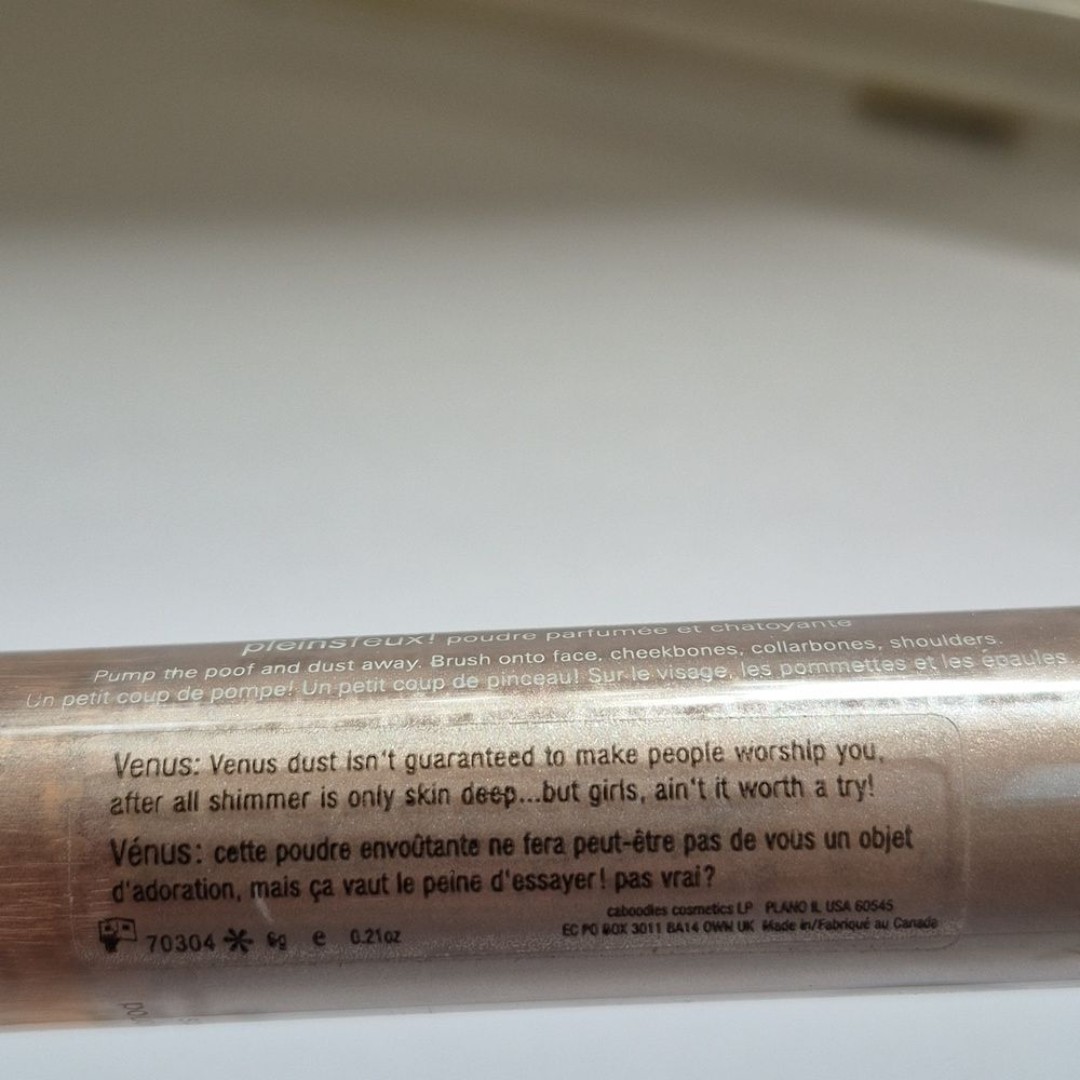 pleinsfeux! poudre parfumée et chatoyante
Pump the poof and dust away. Brush onto face, cheekbones, collarbones, shoulders.
Un petit coup de pompe! Un petit coup de pinceau! Sur le visage, les pommettes et les épaules.
Venus: Venus dust isn't guaranteed to make people worship you,
after all shimmer is only skin deep...but girls, ain't it worth a try!
Vénus: cette poudre envoûtante ne fera peut-être pas de vous un objet
d'adoration, mais ça vaut le peine d'essayer! pas vrai?
caboodles cosmetics LP PLANO IL USA 60545
70304 * 6g e 0.21oz
EC PO BOX 3011 BA14 OWN UK Made in/Fabriqué au Canada